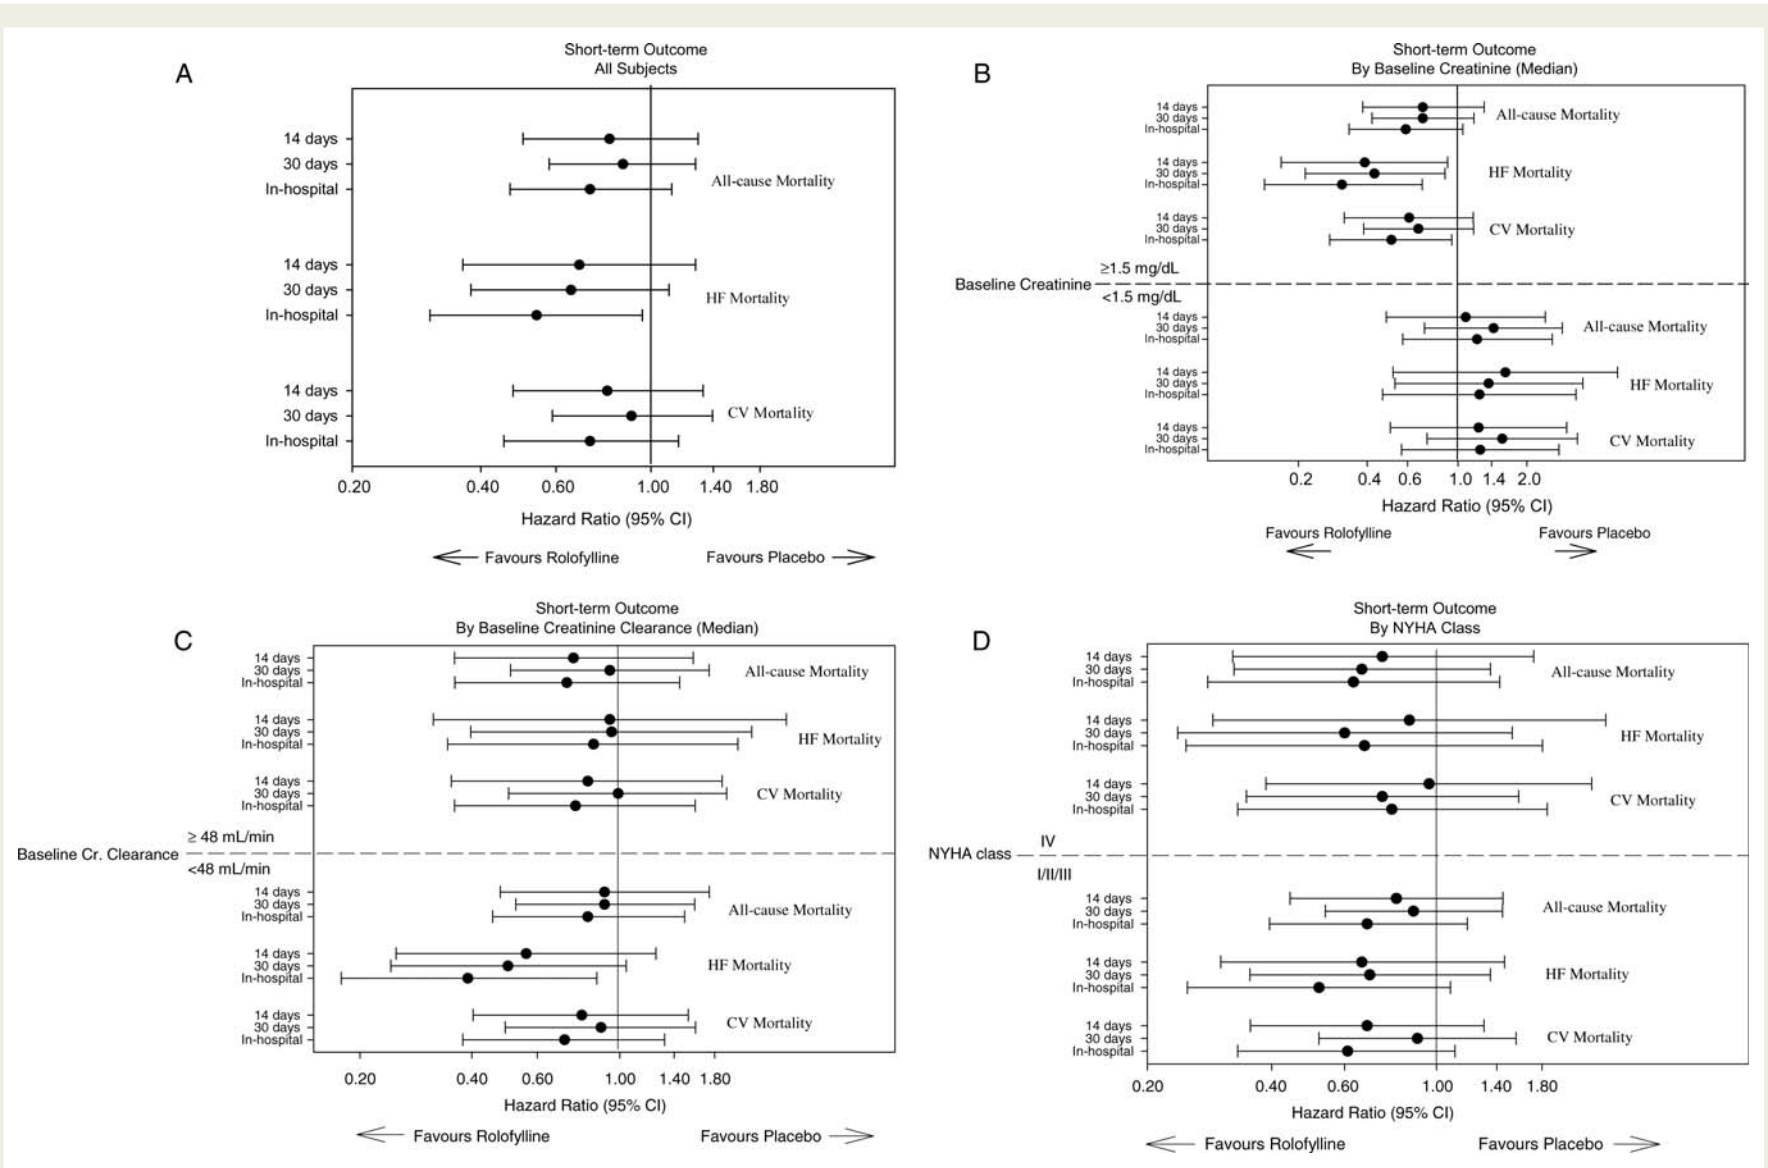 A
Short-term Outcome
All Subjects
14 days
30 days
In-hospital
All-cause Mortality
14 days
30 days
In-hospital
HF Mortality
14 days
30 days
In-hospital
CV Mortality
0.20 0.40 0.60 1.00 1.40 1.80
Hazard Ratio (95% CI)
Favours Rolofylline Favours Placebo
B
Short-term Outcome
By Baseline Creatinine (Median)
14 days
30 days
In-hospital
All-cause Mortality
14 days
30 days
In-hospital
HF Mortality
14 days
30 days
In-hospital
CV Mortality
≥1.5 mg/dL
Baseline Creatinine
<1.5 mg/dL
14 days
30 days
In-hospital
All-cause Mortality
14 days
30 days
In-hospital
HF Mortality
14 days
30 days
In-hospital
CV Mortality
0.2 0.4 0.6 1.0 1.4 2.0
Hazard Ratio (95% CI)
Favours Rolofylline Favours Placebo
C
Short-term Outcome
By Baseline Creatinine Clearance (Median)
14 days
30 days
In-hospital
All-cause Mortality
14 days
30 days
In-hospital
HF Mortality
14 days
30 days
In-hospital
CV Mortality
≥ 48 mL/min
Baseline Cr. Clearance
<48 mL/min
14 days
30 days
In-hospital
All-cause Mortality
14 days
30 days
In-hospital
HF Mortality
14 days
30 days
In-hospital
CV Mortality
0.20 0.40 0.60 1.00 1.40 1.80
Hazard Ratio (95% CI)
Favours Rolofylline Favours Placebo
D
Short-term Outcome
By NYHA Class
14 days
30 days
In-hospital
All-cause Mortality
14 days
30 days
In-hospital
HF Mortality
14 days
30 days
In-hospital
CV Mortality
IV
NYHA class
I/II/III
14 days
30 days
In-hospital
All-cause Mortality
14 days
30 days
In-hospital
HF Mortality
14 days
30 days
In-hospital
CV Mortality
0.20 0.40 0.60 1.00 1.40 1.80
Hazard Ratio (95% CI)
Favours Rolofylline Favours Placebo